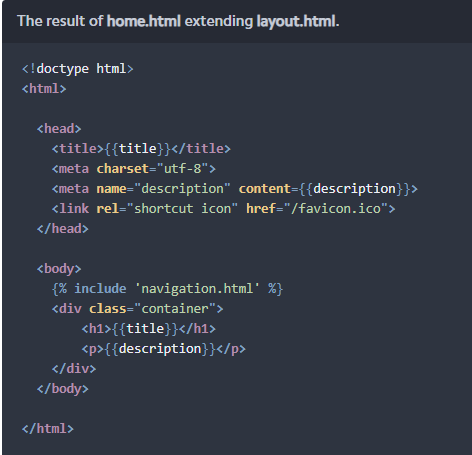 The result of home.html extending layout.html.
<!doctype html>
<html>
<head>
<title>{{title}}</title>
<meta charset="utf-8">
<meta name="description" content={{description}}>
<link rel="shortcut icon" href="/favicon.ico">
</head>
<body>
{% include 'navigation.html' %}
<div class="container">
<h1>{{title}}</h1>
<p>{{description}}</p>
</div>
</body>
</html>